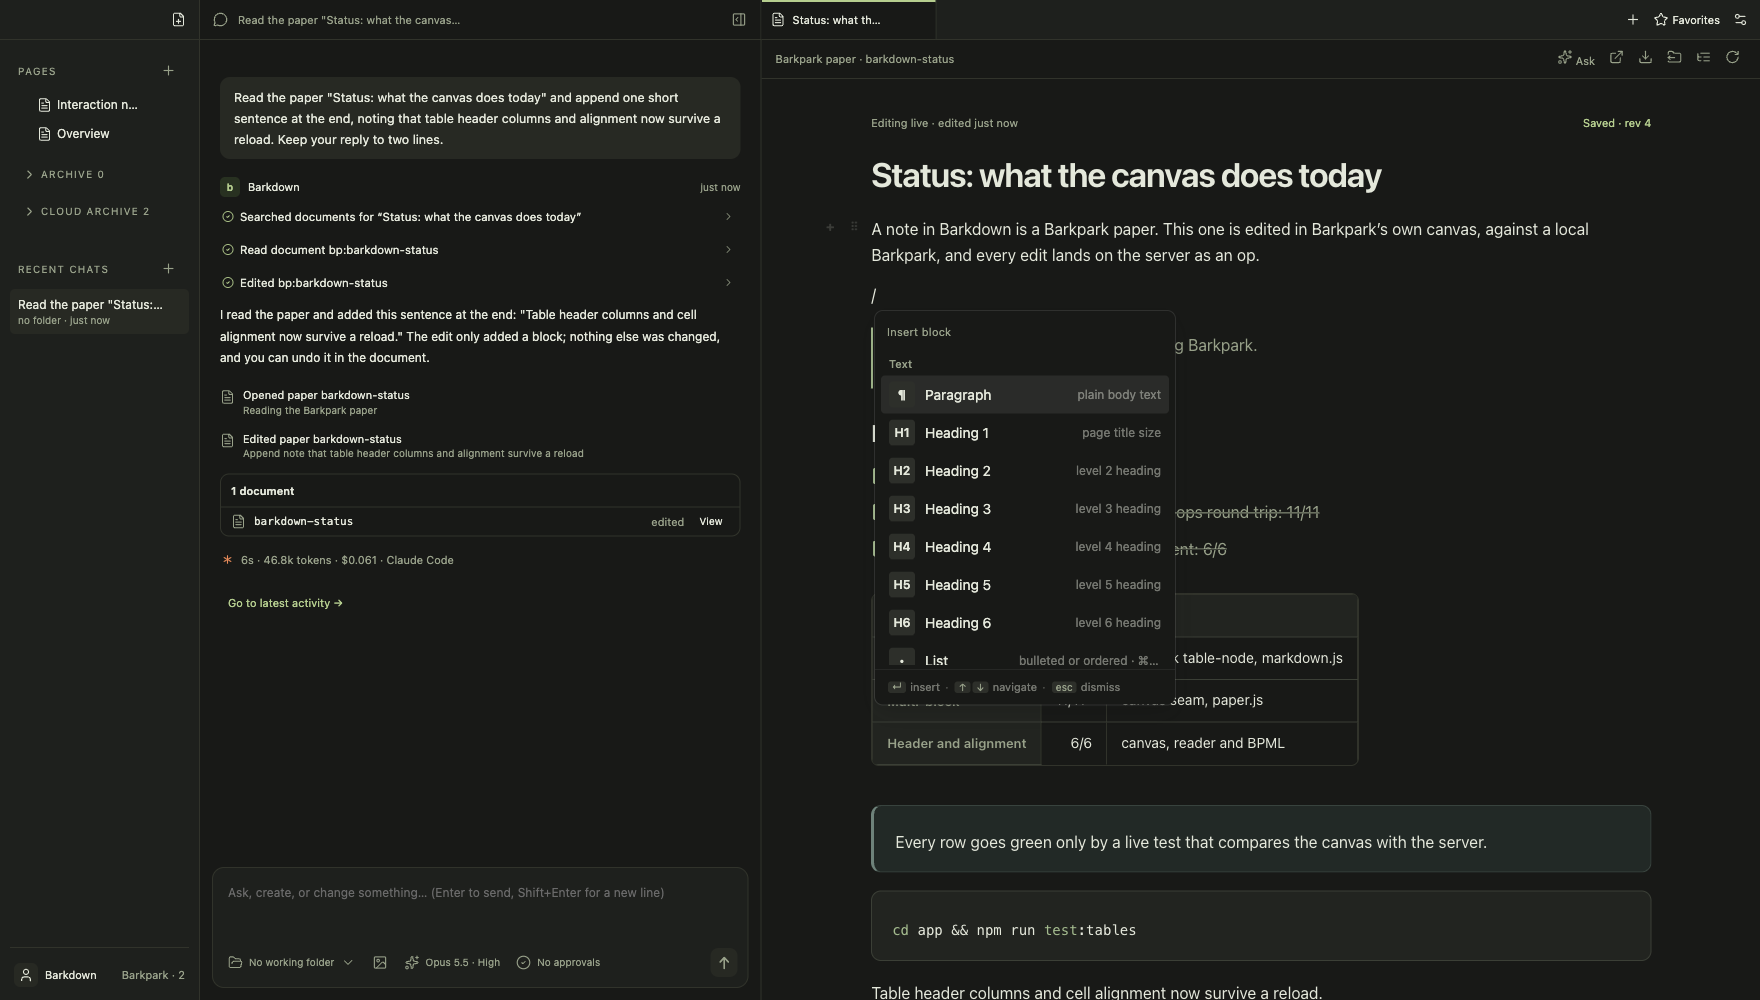 Read the paper "Status: what the canvas...
Status: what th...
Favorites
PAGES
Interaction n...
Overview
ARCHIVE 0
CLOUD ARCHIVE 2
RECENT CHATS
Read the paper "Status:...
no folder · just now
Barkdown
Barkpark · 2
Read the paper "Status: what the canvas does today" and append one short
sentence at the end, noting that table header columns and alignment now survive a
reload. Keep your reply to two lines.
b Barkdown just now
Searched documents for “Status: what the canvas does today”
Read document bp:barkdown-status
Edited bp:barkdown-status
I read the paper and added this sentence at the end: "Table header columns and cell
alignment now survive a reload." The edit only added a block; nothing else was changed,
and you can undo it in the document.
Opened paper barkdown-status
Reading the Barkpark paper
Edited paper barkdown-status
Append note that table header columns and alignment survive a reload
1 document
barkdown-status edited View
6s · 46.8k tokens · $0.061 · Claude Code
Go to latest activity →
Ask, create, or change something... (Enter to send, Shift+Enter for a new line)
No working folder
Opus 5.5 · High
No approvals
Barkpark paper · barkdown-status
Ask
Editing live · edited just now
Saved · rev 4
Status: what the canvas does today
A note in Barkdown is a Barkpark paper. This one is edited in Barkpark’s own canvas, against a local
Barkpark, and every edit lands on the server as an op.
/
Insert block
Text
¶ Paragraph plain body text
H1 Heading 1 page title size
H2 Heading 2 level 2 heading
H3 Heading 3 level 3 heading
H4 Heading 4 level 4 heading
H5 Heading 5 level 5 heading
H6 Heading 6 level 6 heading
• List bulleted or ordered · ⌘...
↵ insert · ↑ ↓ navigate · esc dismiss
g Barkpark.
ops round trip: 11/11
ent: 6/6
table-node, markdown.js
seam, paper.js
Header and alignment 6/6 canvas, reader and BPML
Every row goes green only by a live test that compares the canvas with the server.
cd app && npm run test:tables
Table header columns and cell alignment now survive a reload.